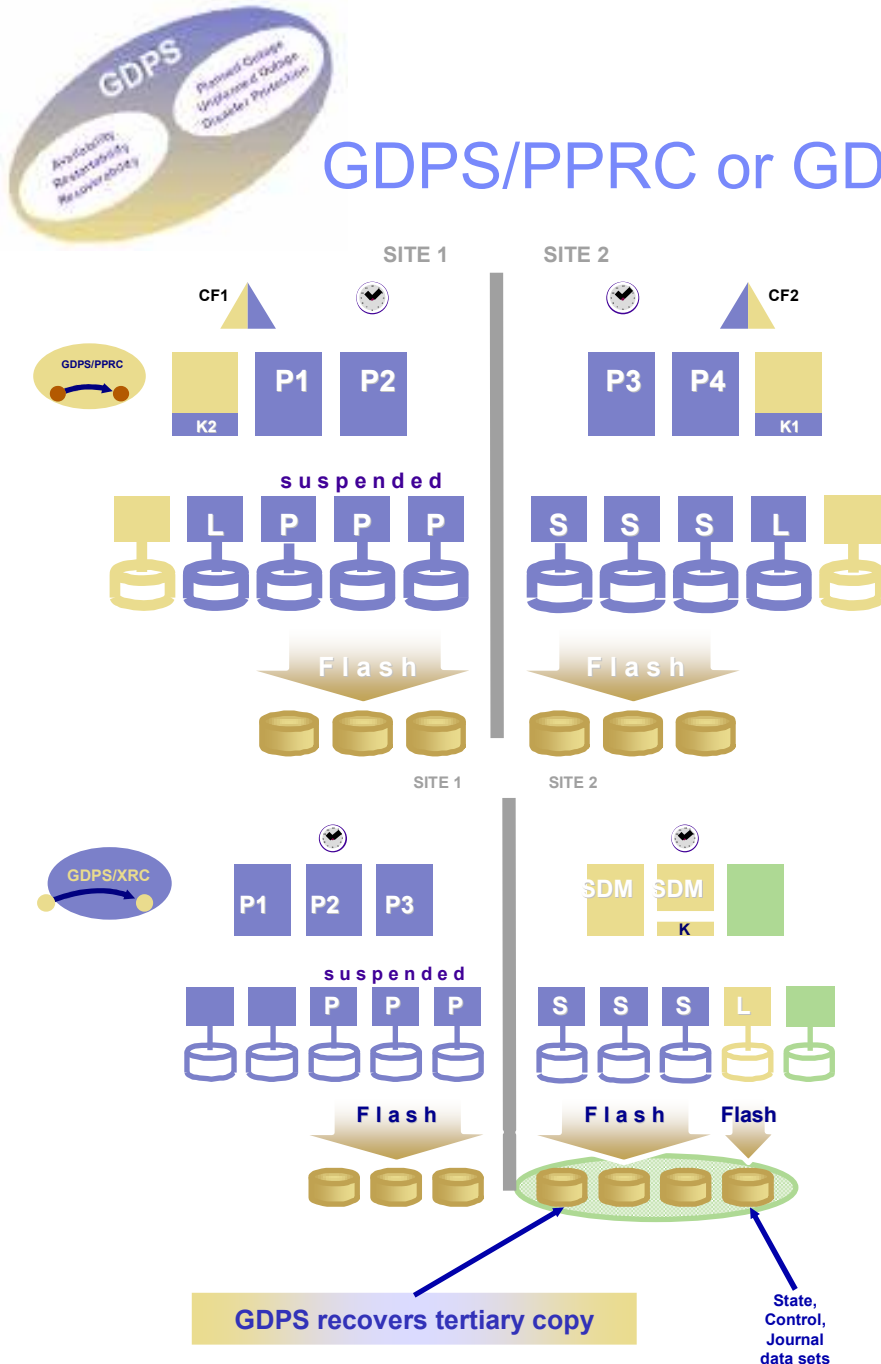 GDPS
Planned Outage
Unplanned Outage
Disaster Protection
Availability
Restartability
Recoverability
GDPS/PPRC or GD
SITE 1 SITE 2
CF1 CF2
GDPS/PPRC
P1 P2 P3 P4
K2 K1
suspended
L P P P S S S L
Flash Flash
SITE 1 SITE 2
GDPS/XRC
P1 P2 P3 SDM SDM
K
suspended
P P P S S S L
Flash Flash Flash
GDPS recovers tertiary copy
State,
Control,
Journal
data sets